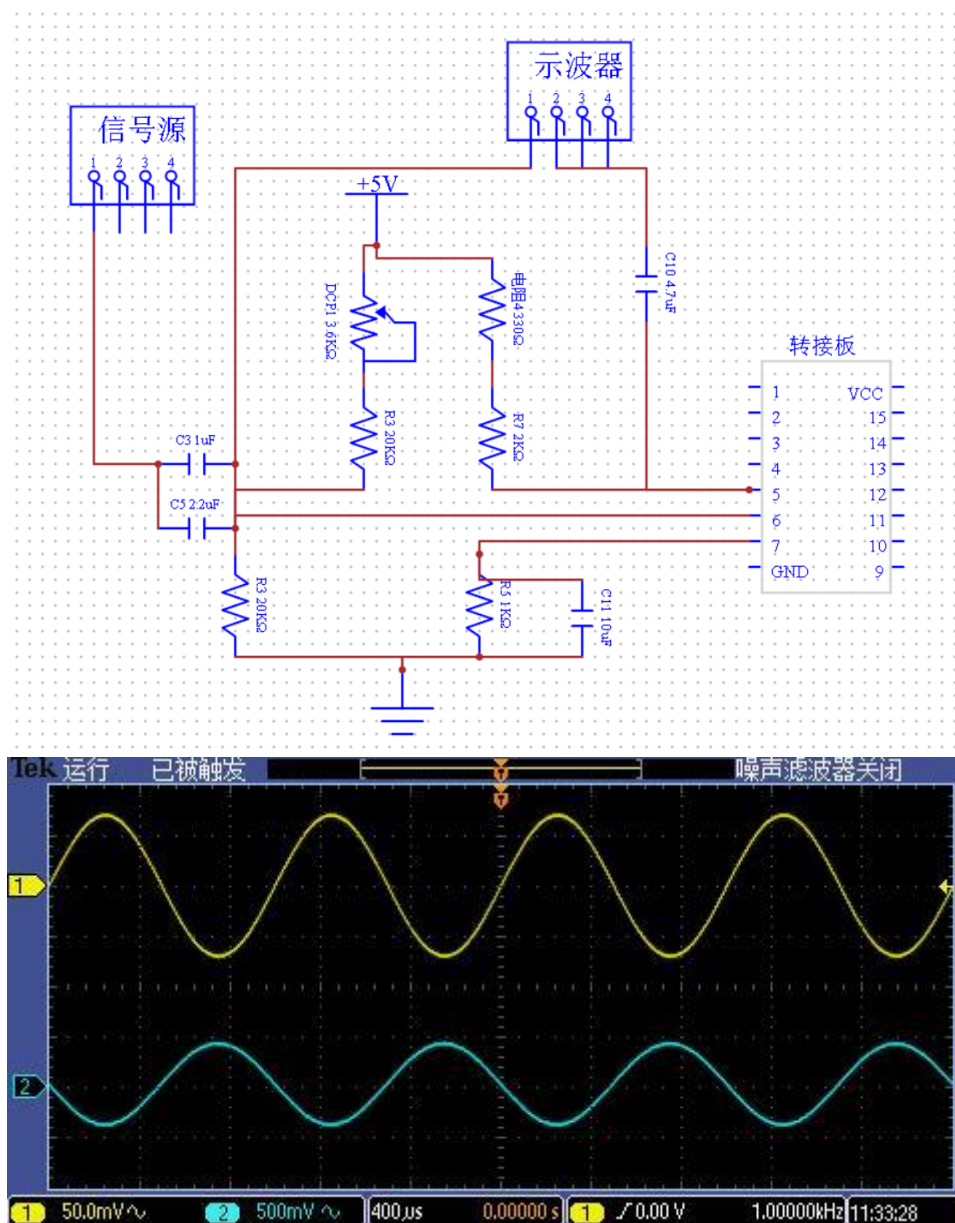 示波器
1 2 3 4
信号源
1 2 3 4
+5V
DCP1 3.6KΩ
电阻4 330Ω
C10 4.7uF
转接板
1 VCC
2 15
3 14
4 13
5 12
6 11
7 10
GND 9
R3 20KΩ
R7 2KΩ
C3 1uF
C5 2.2uF
R3 20KΩ
R5 1KΩ
C11 10uF
Tek 运行 已被触发 噪声滤波器关闭
T
T
1
2
1 50.0mV 2 500mV 400µs 0.00000 s 1 0.00 V 1.00000kHz 11:33:28